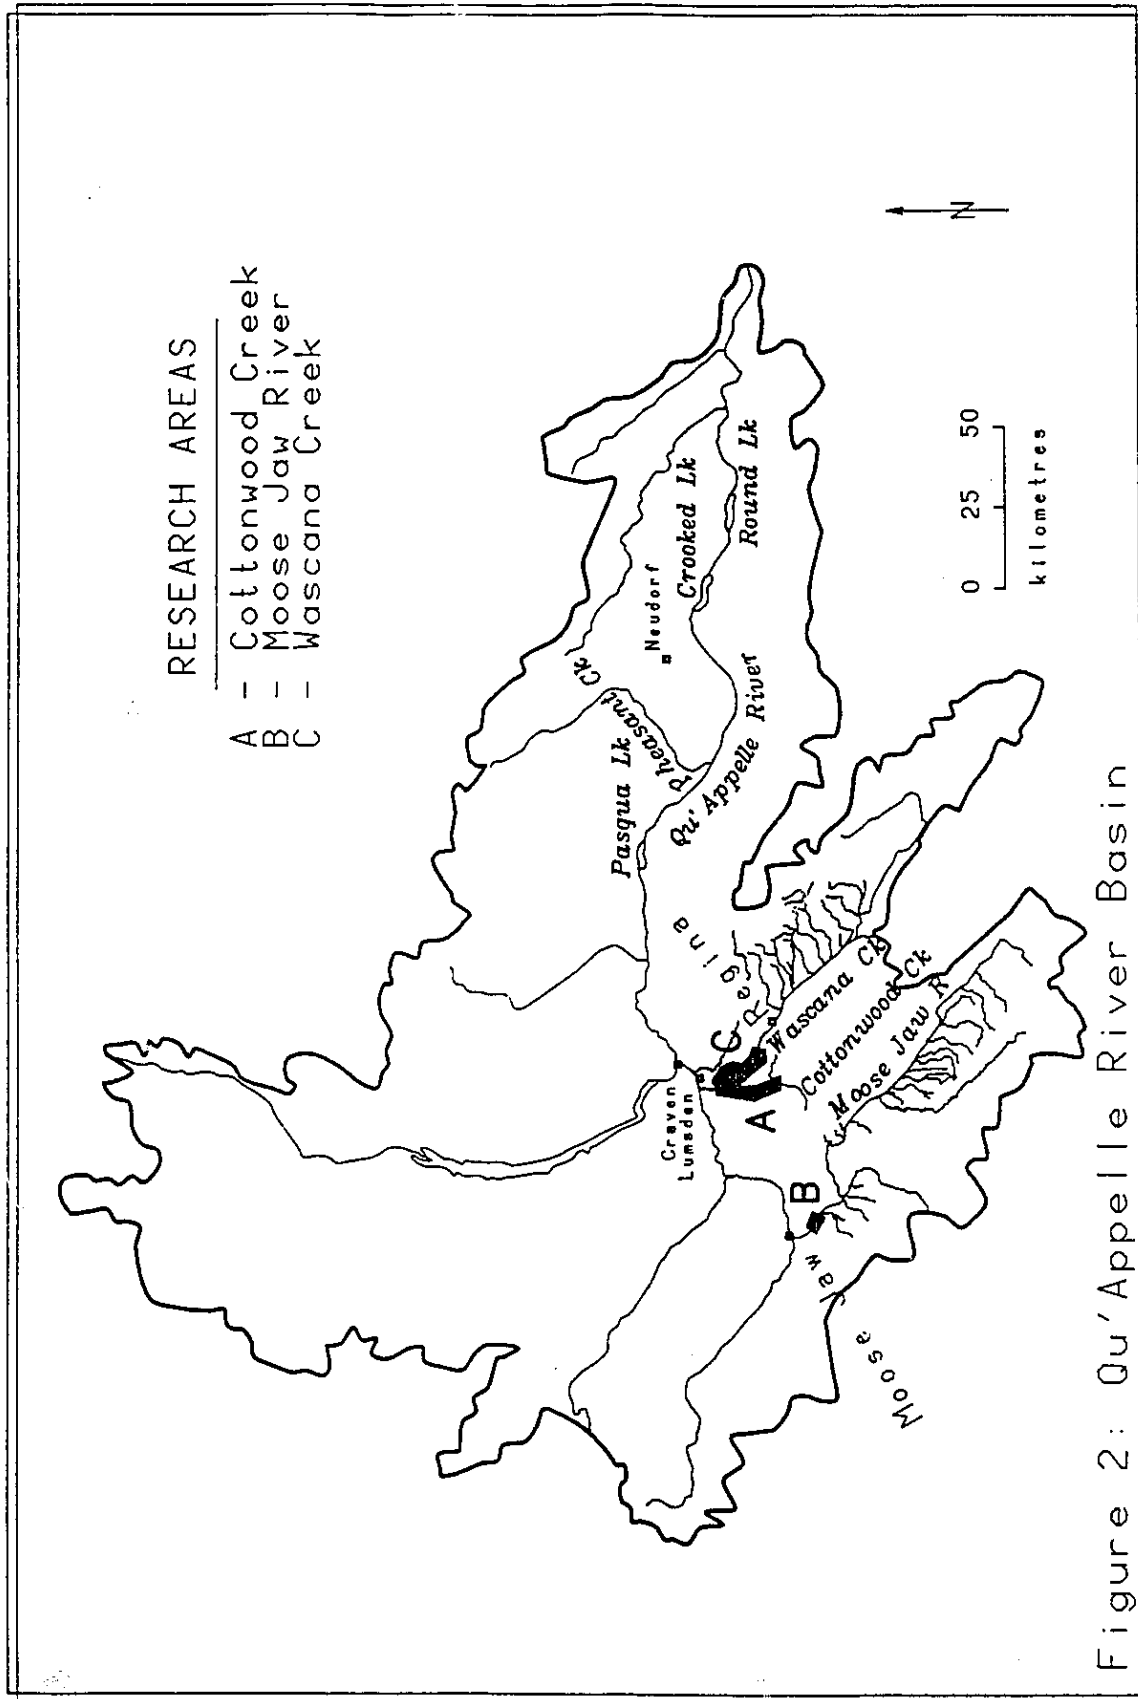 RESEARCH AREAS
A - Cottonwood Creek
B - Moose Jaw River
C - Wascana Creek
Pheasant Ck
Pasqua Lk
Neudorf
Crooked Lk
Round Lk
Qu'Appelle River
Craven
Lumsden
Regina
C
A
B
Wascana Ck
Cottonwood Ck
Moose Jaw R
Moose Jaw
N
0 25 50
kilometres
Figure 2: Qu'Appelle River Basin